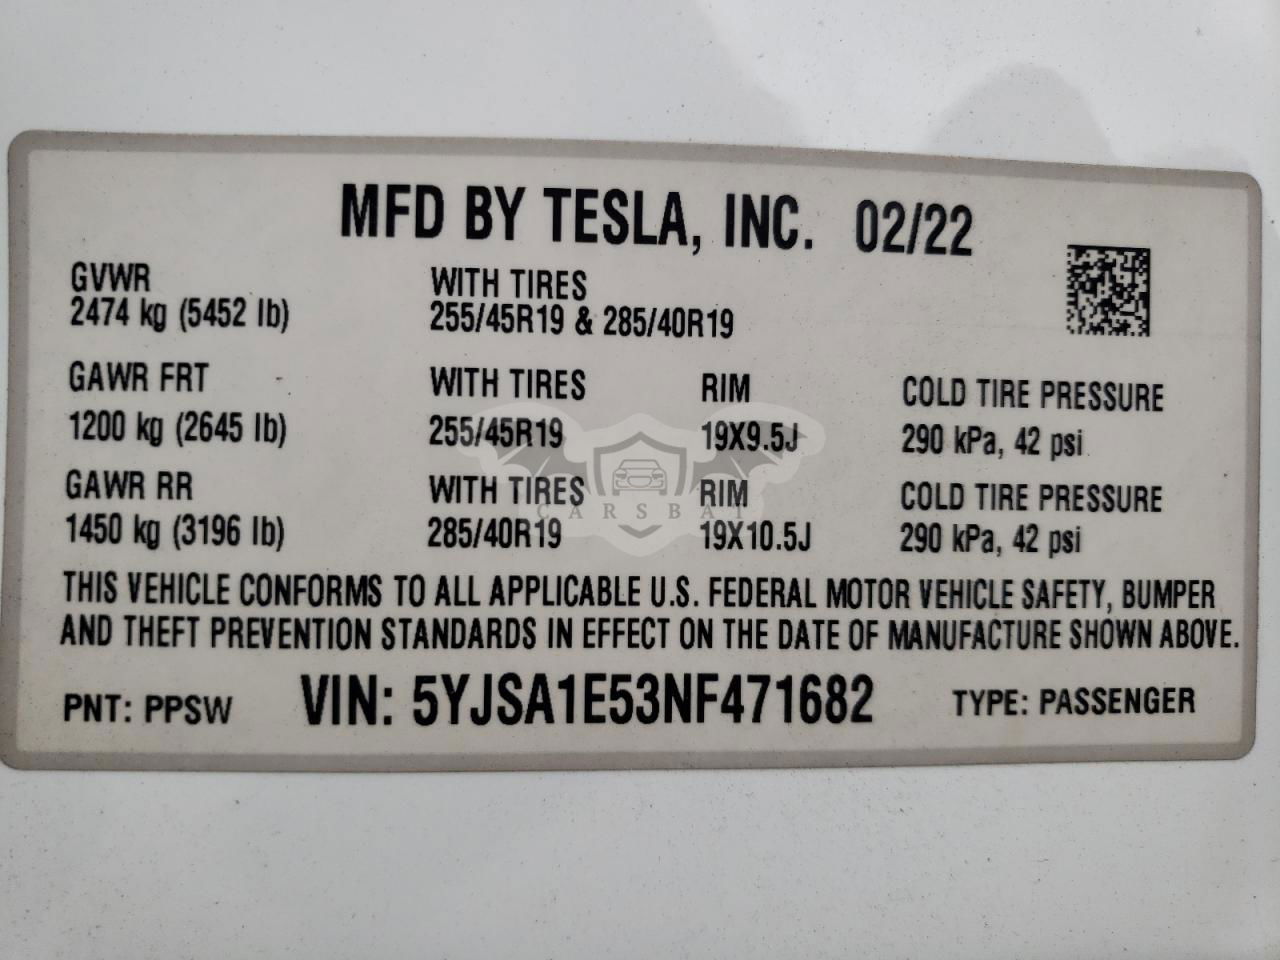 MFD BY TESLA, INC. 02/22
GVWR WITH TIRES
2474 kg (5452 lb) 255/45R19 & 285/40R19
GAWR FRT WITH TIRES RIM COLD TIRE PRESSURE
1200 kg (2645 lb) 255/45R19 19X9.5J 290 kPa, 42 psi
GAWR RR WITH TIRES RIM COLD TIRE PRESSURE
CARSBAT
1450 kg (3196 lb) 285/40R19 19X10.5J 290 kPa, 42 psi
THIS VEHICLE CONFORMS TO ALL APPLICABLE U.S. FEDERAL MOTOR VEHICLE SAFETY, BUMPER
AND THEFT PREVENTION STANDARDS IN EFFECT ON THE DATE OF MANUFACTURE SHOWN ABOVE.
PNT: PPSW VIN: 5YJSA1E53NF471682 TYPE: PASSENGER